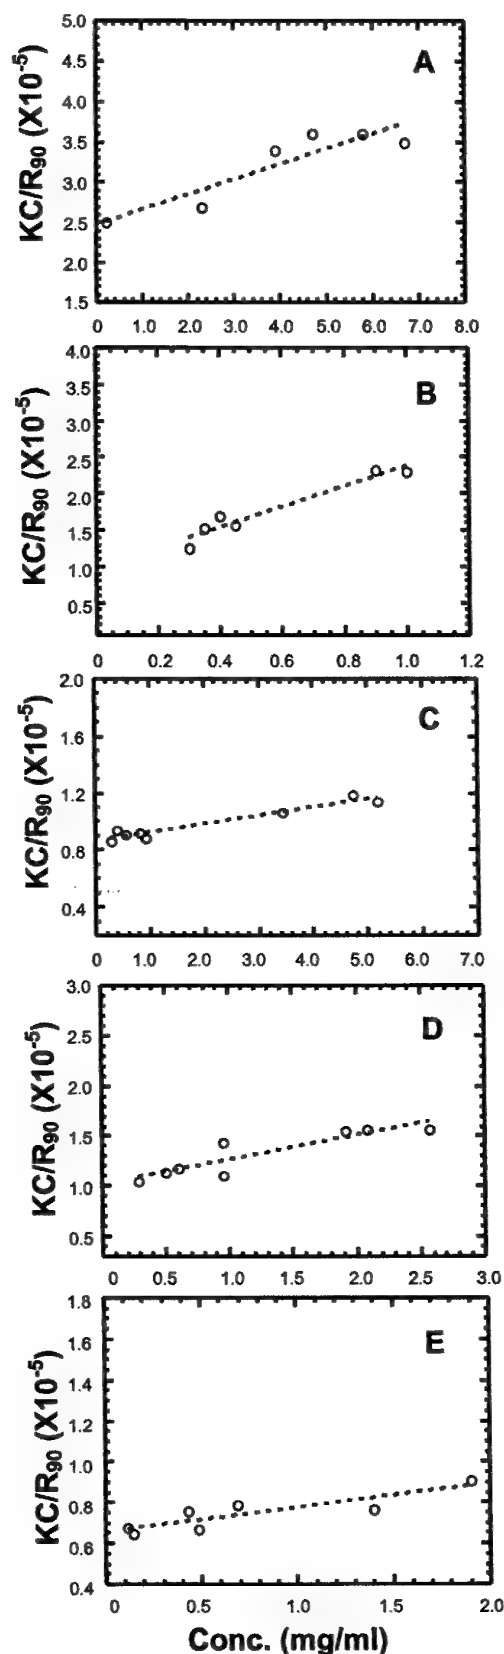 5.0
A
4.5
4.0
3.5
3.0
2.5
2.0
1.5
KC/R90 (X10-5)
0 1.0 2.0 3.0 4.0 5.0 6.0 7.0 8.0
4.0
B
3.5
3.0
2.5
2.0
1.5
1.0
0.5
KC/R90 (X10-5)
0 0.2 0.4 0.6 0.8 1.0 1.2
2.0
C
1.6
1.2
0.8
0.4
KC/R90 (X10-5)
0 1.0 2.0 3.0 4.0 5.0 6.0 7.0
3.0
D
2.5
2.0
1.5
1.0
0.5
KC/R90 (X10-5)
0 0.5 1.0 1.5 2.0 2.5 3.0
1.8
E
1.6
1.4
1.2
1.0
0.8
0.6
0.4
KC/R90 (X10-5)
0 0.5 1.0 1.5 2.0
Conc. (mg/ml)